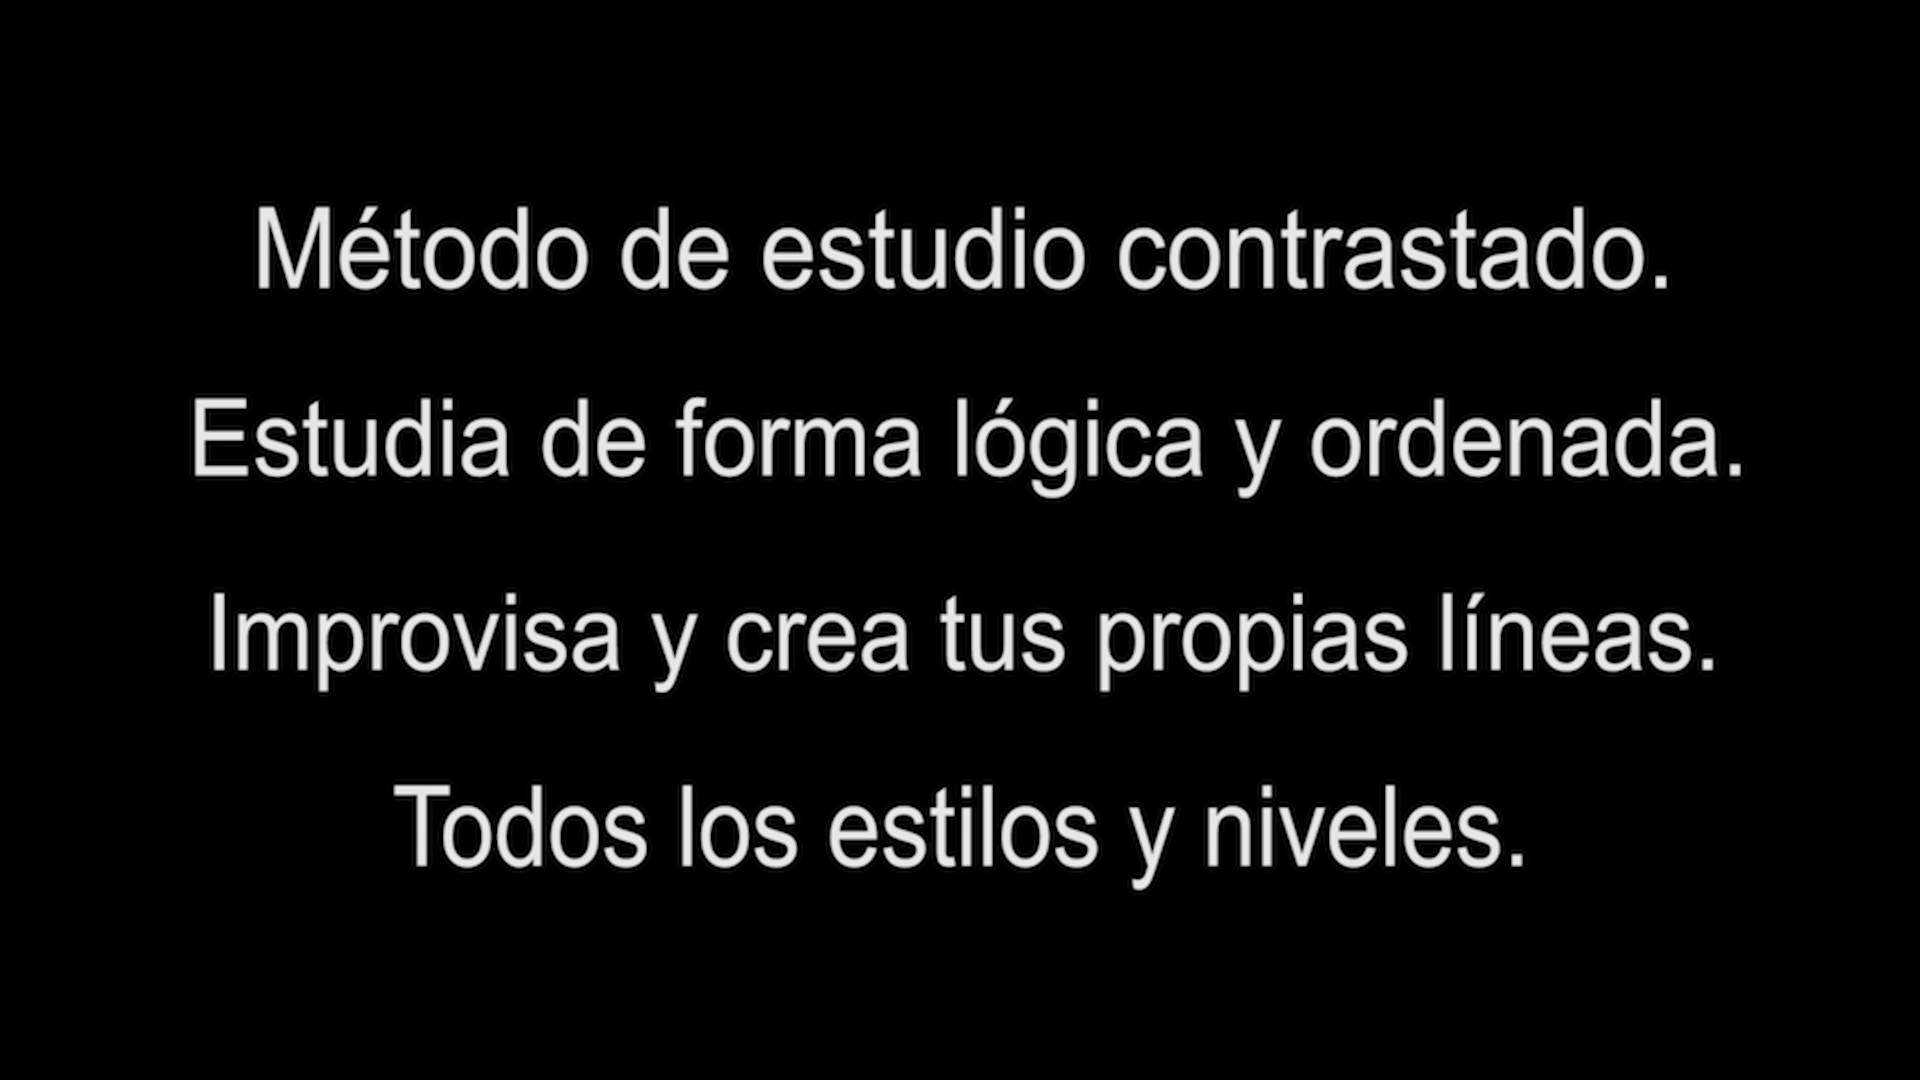 Método de estudio contrastado.
Estudia de forma lógica y ordenada.
Improvisa y crea tus propias líneas.
Todos los estilos y niveles.